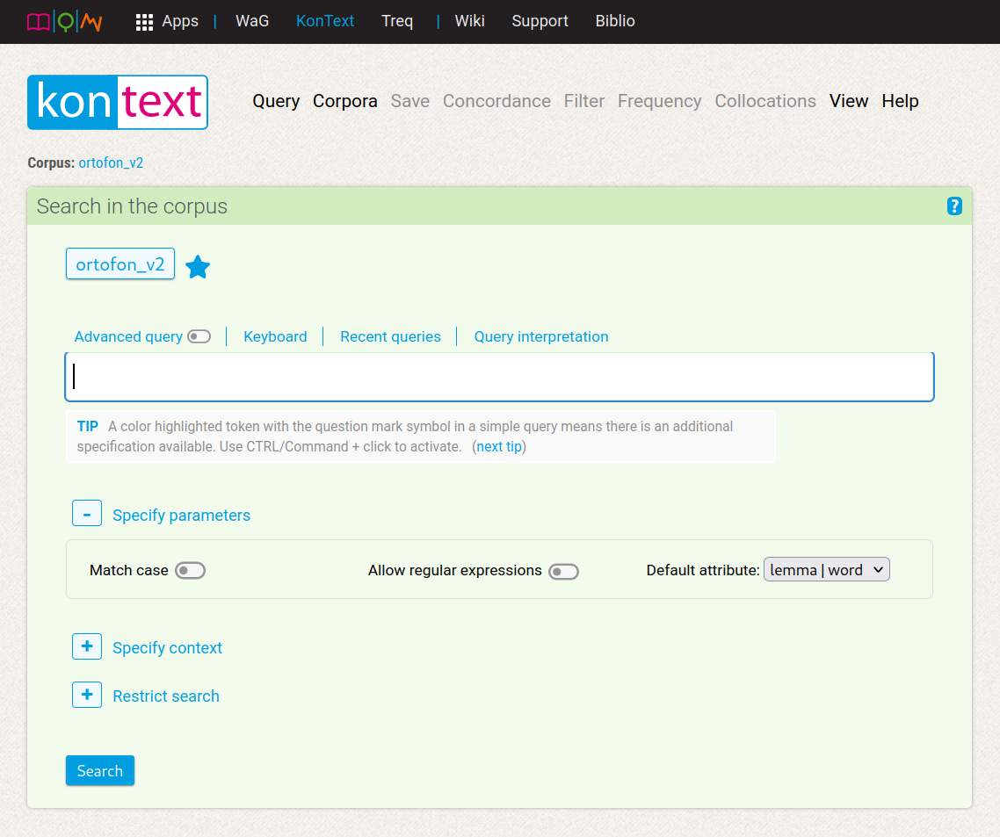 Apps | WaG KonText Treq | Wiki Support Biblio
kontext
Query Corpora Save Concordance Filter Frequency Collocations View Help
Corpus: ortofon_v2
Search in the corpus ?
ortofon_v2
Advanced query Keyboard Recent queries Query interpretation
TIP A color highlighted token with the question mark symbol in a simple query means there is an additional
specification available. Use CTRL/Command + click to activate. (next tip)
- Specify parameters
Match case Allow regular expressions Default attribute: lemma | word
+ Specify context
+ Restrict search
Search